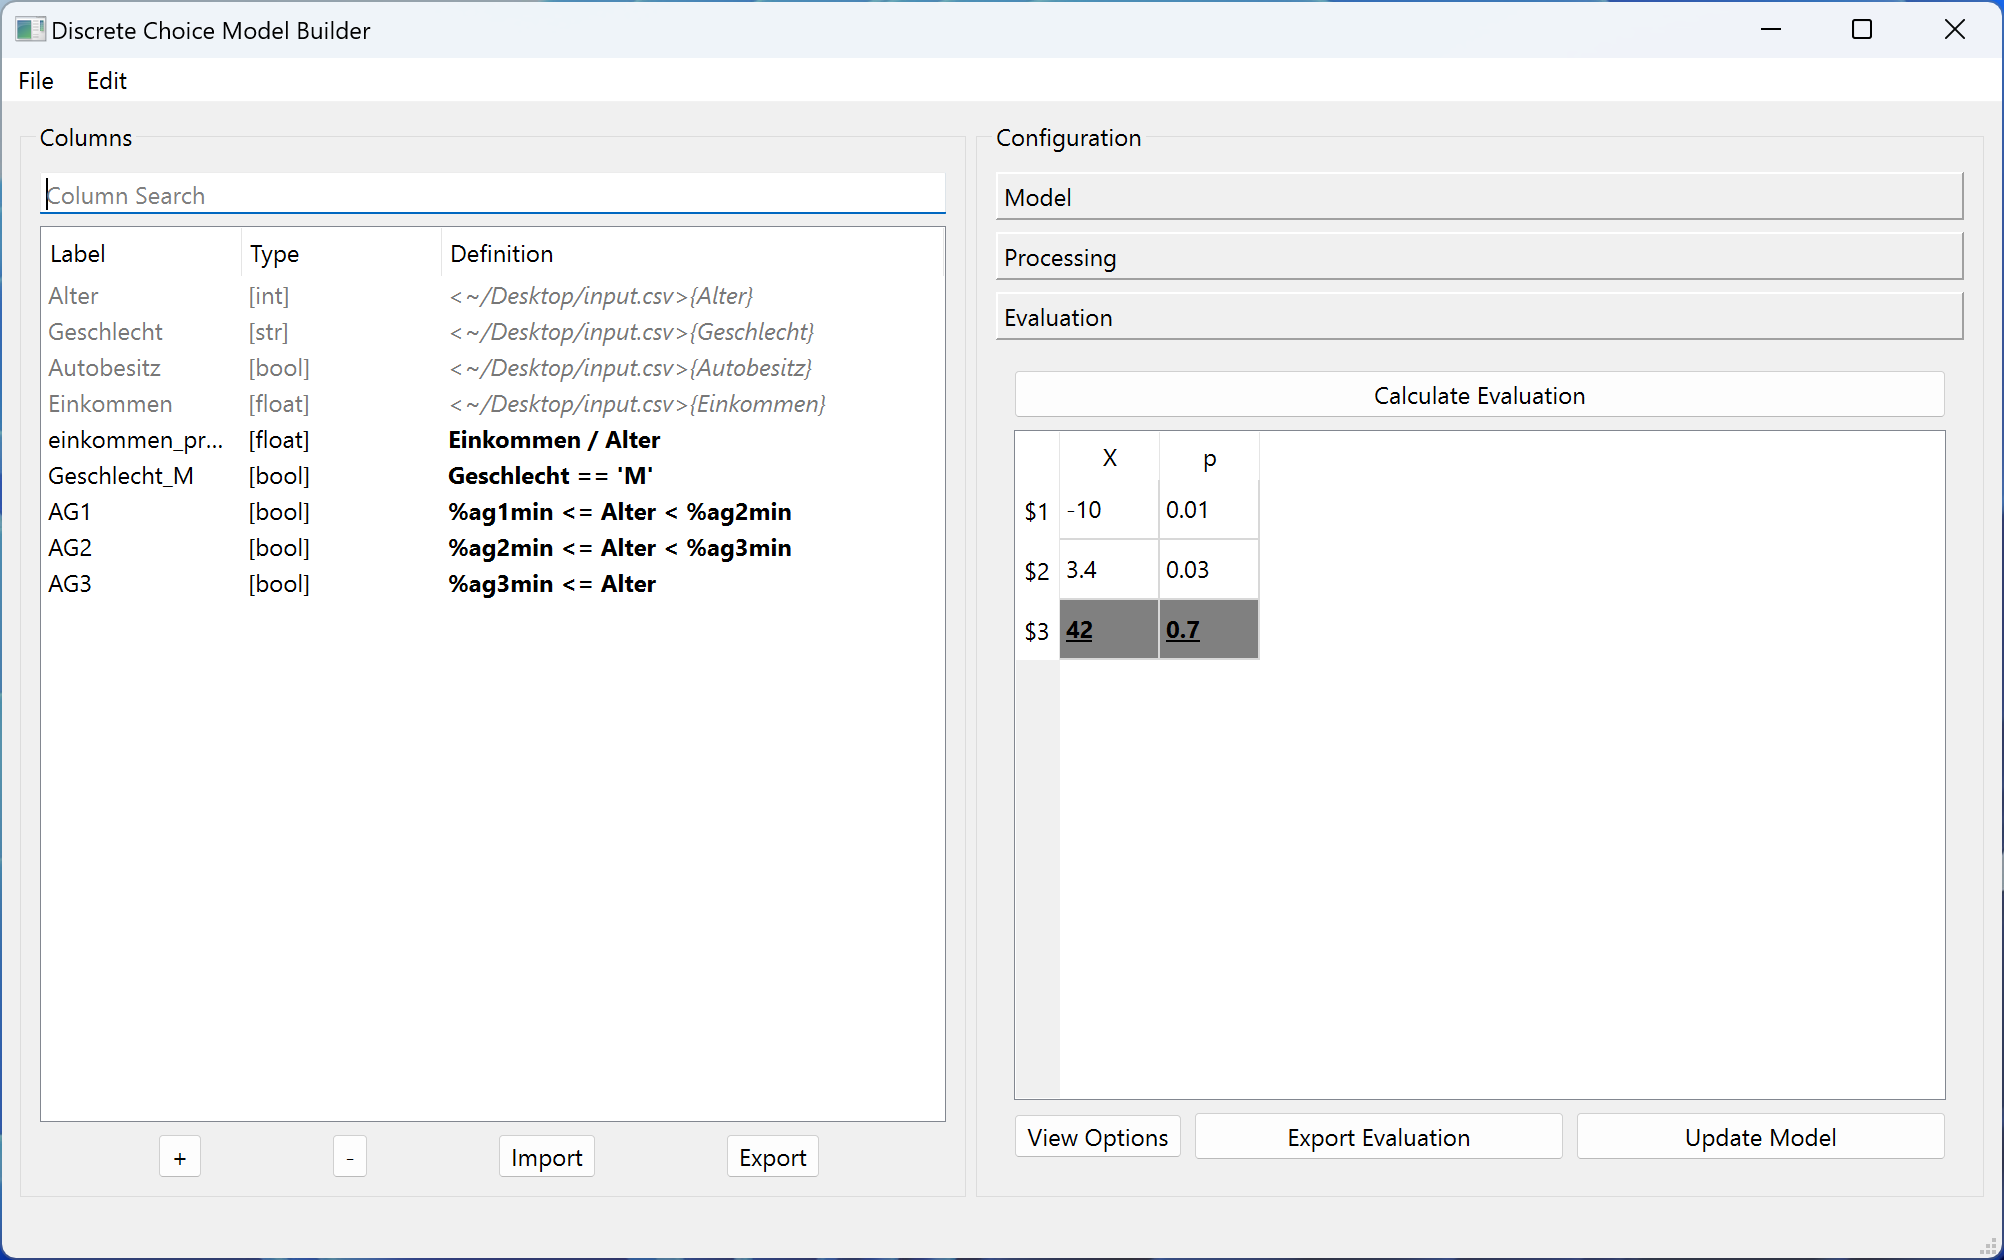 Discrete Choice Model Builder
File Edit
Columns
Column Search
Label Type Definition
Alter [int] <~/Desktop/input.csv>{Alter}
Geschlecht [str] <~/Desktop/input.csv>{Geschlecht}
Autobesitz [bool] <~/Desktop/input.csv>{Autobesitz}
Einkommen [float] <~/Desktop/input.csv>{Einkommen}
einkommen_pr... [float] Einkommen / Alter
Geschlecht_M [bool] Geschlecht == 'M'
AG1 [bool] %ag1min <= Alter < %ag2min
AG2 [bool] %ag2min <= Alter < %ag3min
AG3 [bool] %ag3min <= Alter
+ - Import Export
Configuration
Model
Processing
Evaluation
Calculate Evaluation
X p
$1 -10 0.01
$2 3.4 0.03
$3 42 0.7
View Options Export Evaluation Update Model